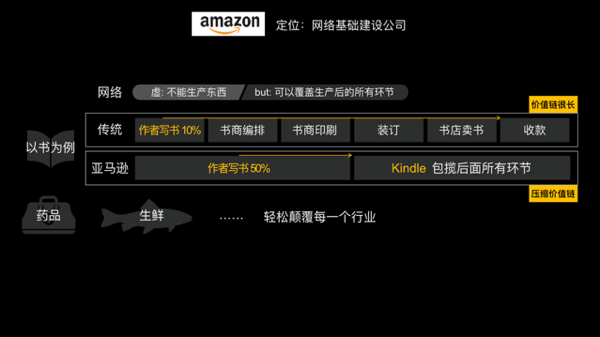 amazon 定位：网络基础建设公司
网络 虚: 不能生产东西 but: 可以覆盖生产后的所有环节
价值链很长
传统 作者写书 10% 书商编排 书商印刷 装订 书店卖书 收款
以书为例
亚马逊 作者写书 50% Kindle 包揽后面所有环节
压缩价值链
药品 生鲜 …… 轻松颠覆每一个行业